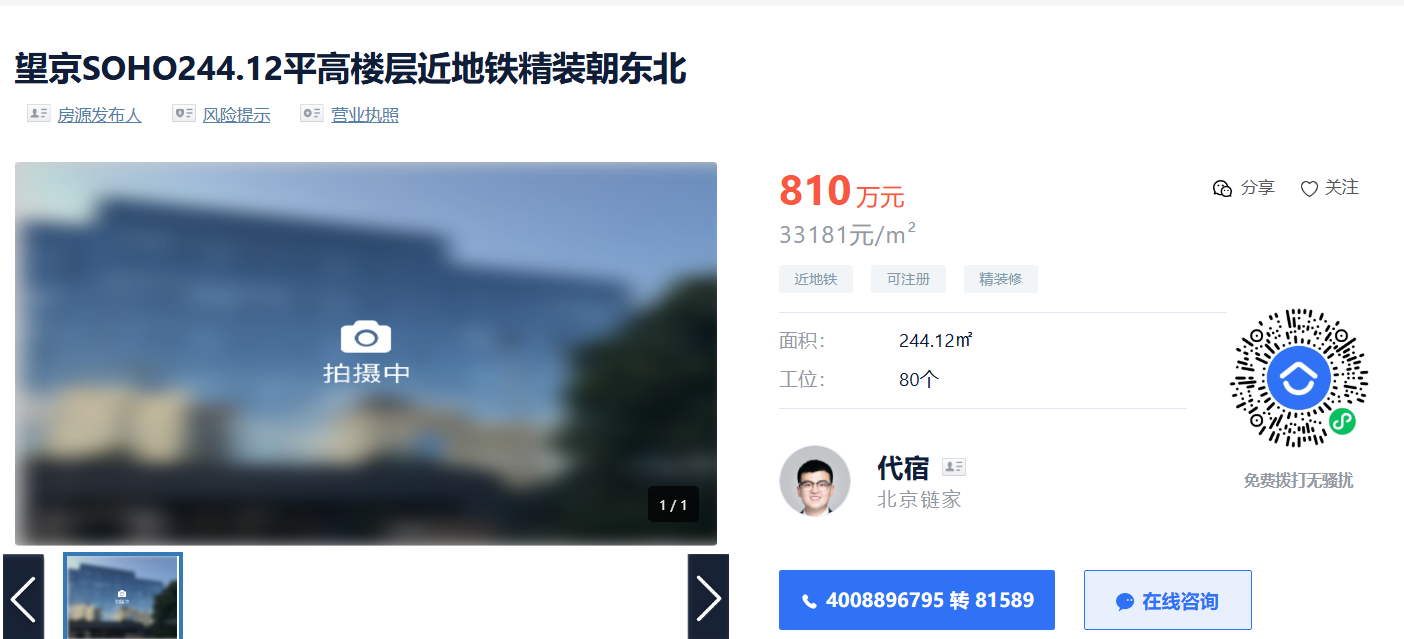 望京SOHO244.12平高楼层近地铁精装朝东北
房源发布人 风险提示 营业执照
拍摄中
1 / 1
810 万元
分享 关注
33181元/m²
近地铁 可注册 精装修
面积： 244.12㎡
工位： 80个
代宿
北京链家
免费拨打无骚扰
4008896795 转 81589
在线咨询